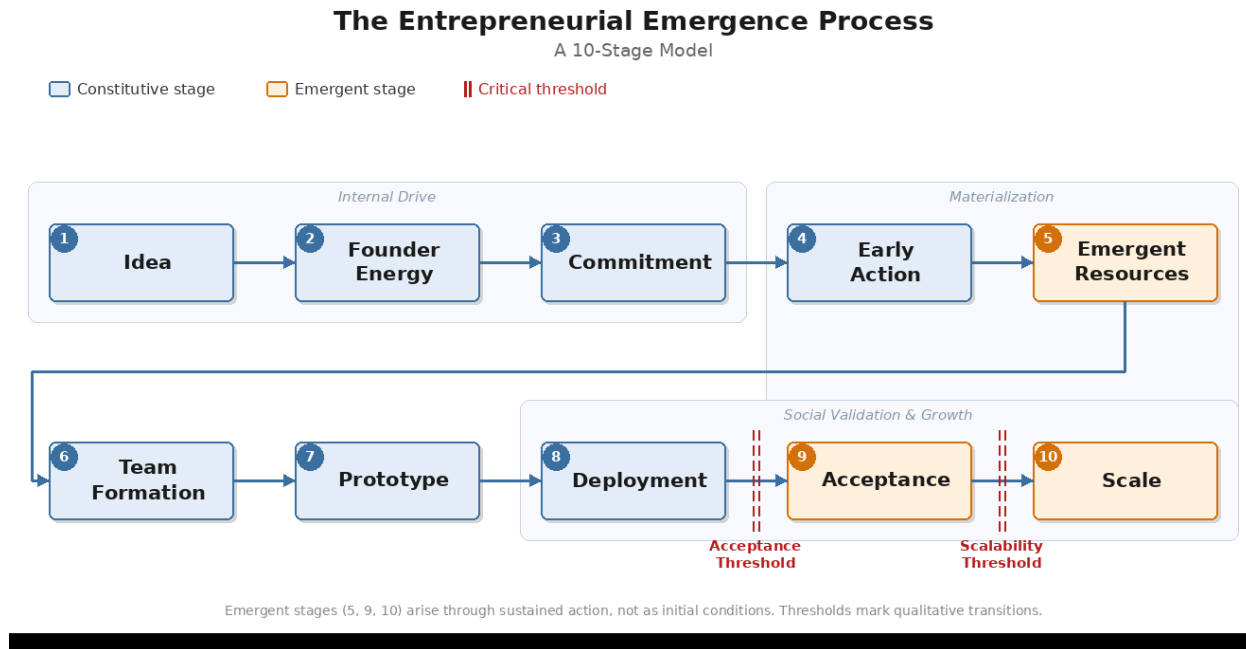 The Entrepreneurial Emergence Process
A 10-Stage Model
Constitutive stage
Emergent stage
Critical threshold
Internal Drive
Materialization
1
Idea
2
Founder
Energy
3
Commitment
4
Early
Action
5
Emergent
Resources
Social Validation & Growth
6
Team
Formation
7
Prototype
8
Deployment
9
Acceptance
10
Scale
Acceptance
Threshold
Scalability
Threshold
Emergent stages (5, 9, 10) arise through sustained action, not as initial conditions. Thresholds mark qualitative transitions.